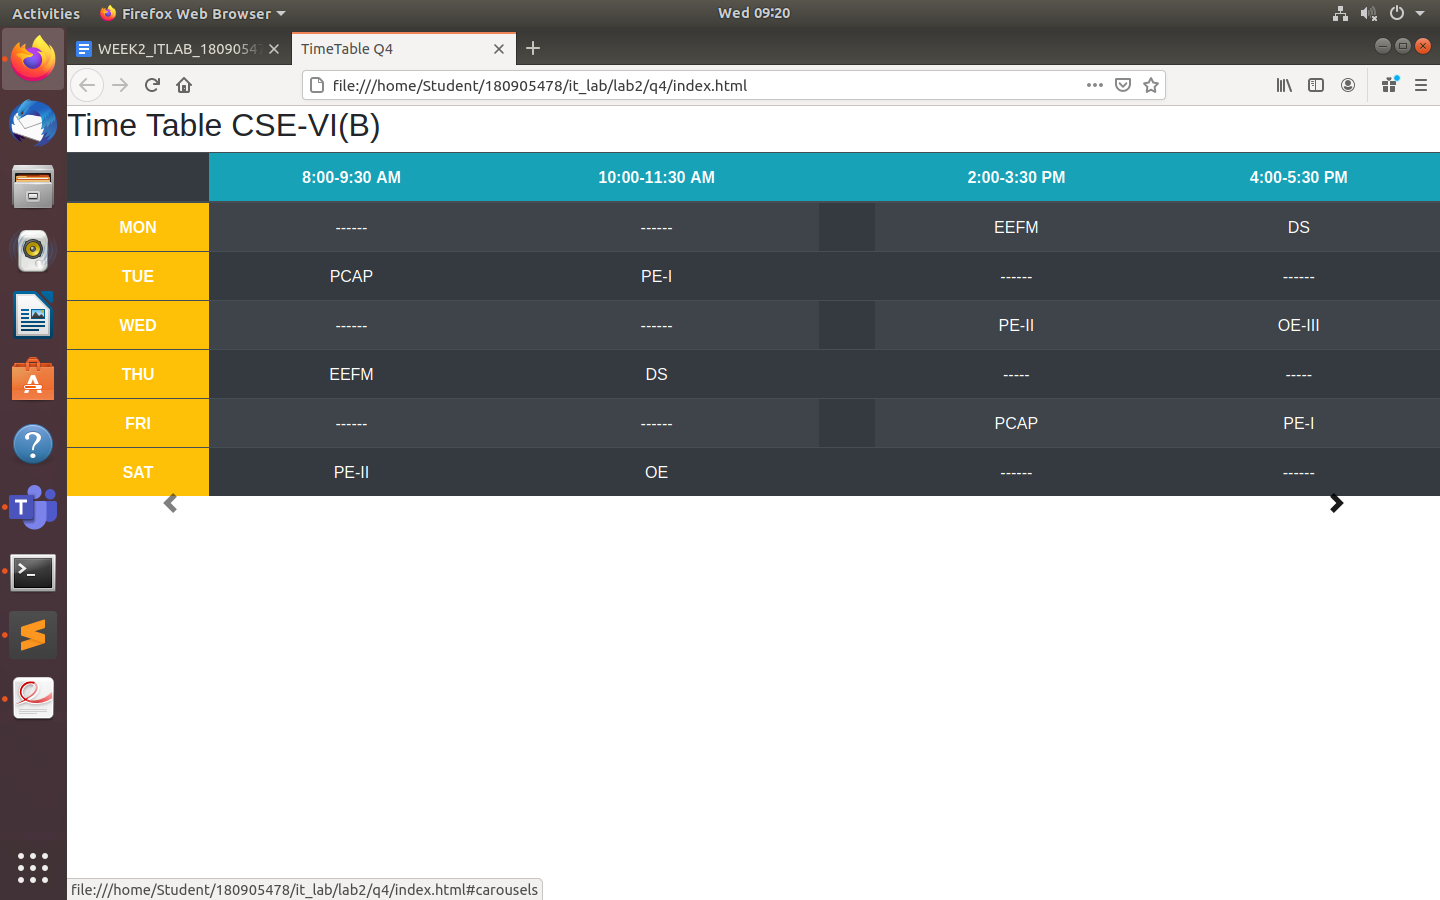 Activities Firefox Web Browser Wed 09:20
WEEK2_ITLAB_18090547 TimeTable Q4
file:///home/Student/180905478/it_lab/lab2/q4/index.html
Time Table CSE-VI(B)
8:00-9:30 AM 10:00-11:30 AM 2:00-3:30 PM 4:00-5:30 PM
MON ------ ------ EEFM DS
TUE PCAP PE-I ------ ------
WED ------ ------ PE-II OE-III
THU EEFM DS ----- -----
FRI ------ ------ PCAP PE-I
SAT PE-II OE ------ ------
file:///home/Student/180905478/it_lab/lab2/q4/index.html#carousels